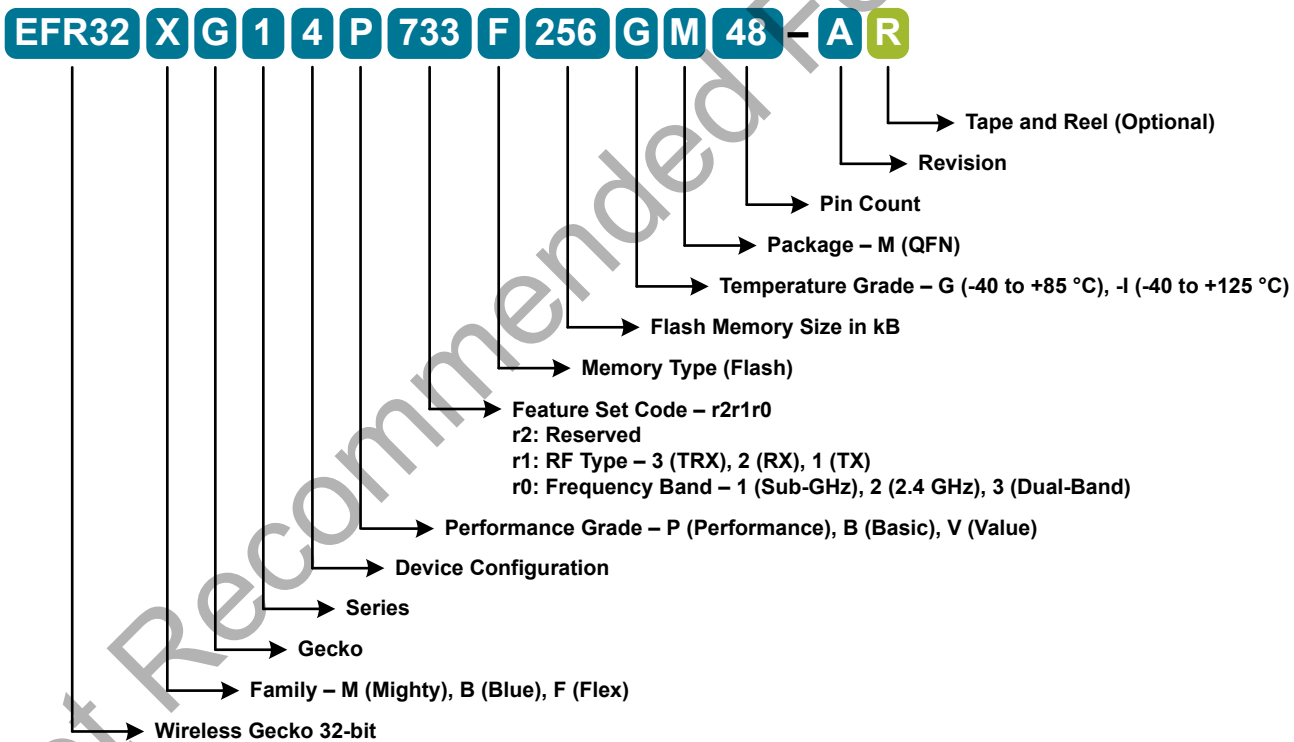 EFR32 X G 1 4 P 733 F 256 G M 48 – A R
Tape and Reel (Optional)
Revision
Pin Count
Package – M (QFN)
Temperature Grade – G (-40 to +85 °C), -I (-40 to +125 °C)
Flash Memory Size in kB
Memory Type (Flash)
Feature Set Code – r2r1r0
r2: Reserved
r1: RF Type – 3 (TRX), 2 (RX), 1 (TX)
r0: Frequency Band – 1 (Sub-GHz), 2 (2.4 GHz), 3 (Dual-Band)
Performance Grade – P (Performance), B (Basic), V (Value)
Device Configuration
Series
Gecko
Family – M (Mighty), B (Blue), F (Flex)
Wireless Gecko 32-bit
Recommended